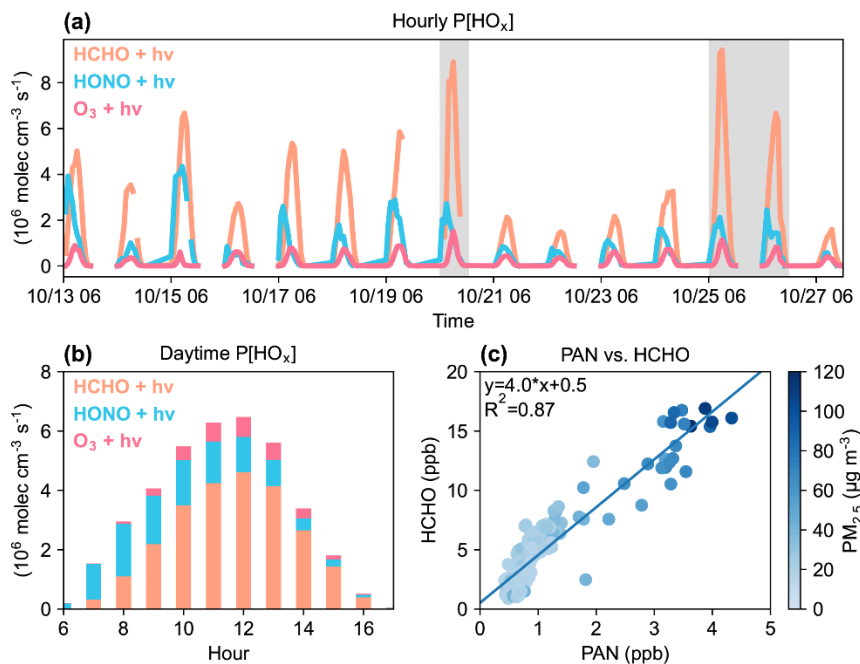 (a) Hourly P[HOₓ]
HCHO + hv
HONO + hv
O₃ + hv
(10⁶ molec cm⁻³ s⁻¹)
8
6
4
2
0
10/13 06 10/15 06 10/17 06 10/19 06 10/21 06 10/23 06 10/25 06 10/27 06
Time
(b) Daytime P[HOₓ]
HCHO + hv
HONO + hv
O₃ + hv
(10⁶ molec cm⁻³ s⁻¹)
8
6
4
2
0
6 8 10 12 14 16
Hour
(c) PAN vs. HCHO
y=4.0*x+0.5
R²=0.87
HCHO (ppb)
20
15
10
5
0
0 1 2 3 4 5
PAN (ppb)
120
100
80
60
40
20
0
PM₂.₅ (μg m⁻³)